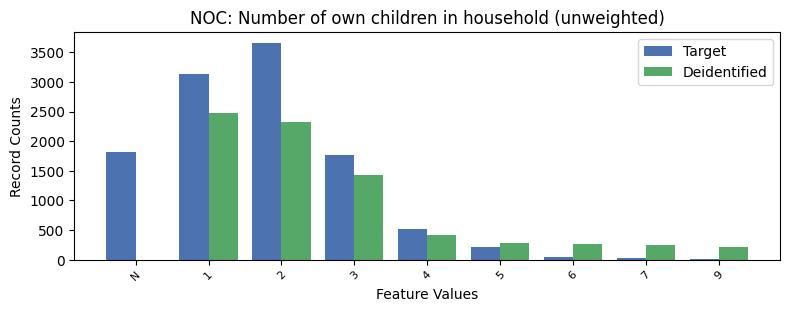 NOC: Number of own children in household (unweighted)
Target
Deidentified
Record Counts
3500
3000
2500
2000
1500
1000
500
0
N 1 2 3 4 5 6 7 9
Feature Values